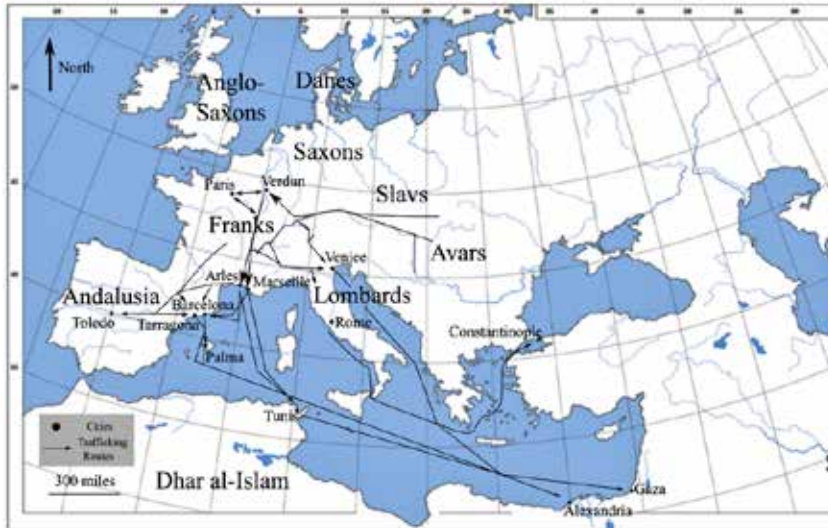 North
Anglo-
Saxons
Danes
Saxons
Paris
Verdun
Slavs
Franks
Avars
Venice
Arles
Marseille
Lombards
Andalusia
Barcelona
Toledo
Tarragona
Rome
Constantinople
Palma
Tunis
Cities
Trafficking
Routes
300 miles
Dhar al-Islam
Gaza
Alexandria